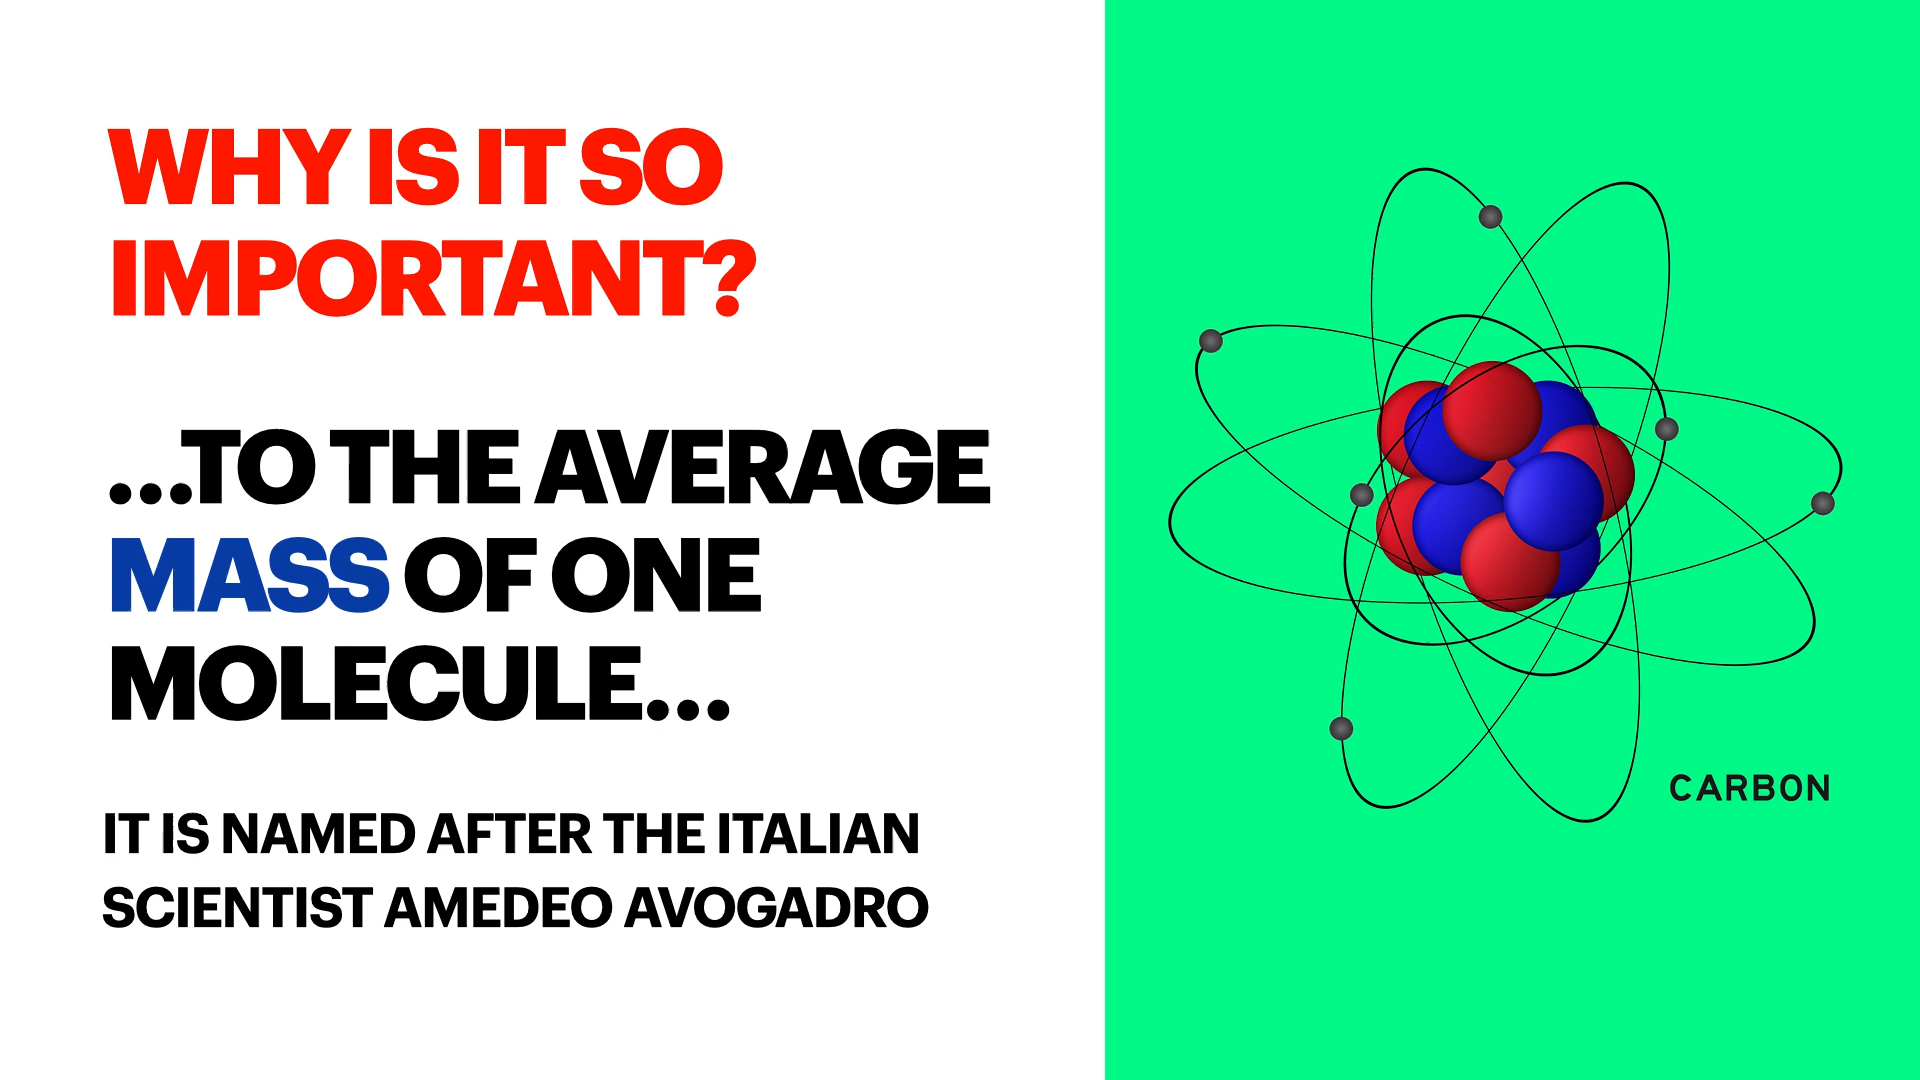 WHY IS IT SO
IMPORTANT?
...TO THE AVERAGE
MASS OF ONE
MOLECULE...
IT IS NAMED AFTER THE ITALIAN
SCIENTIST AMEDEO AVOGADRO
CARBON